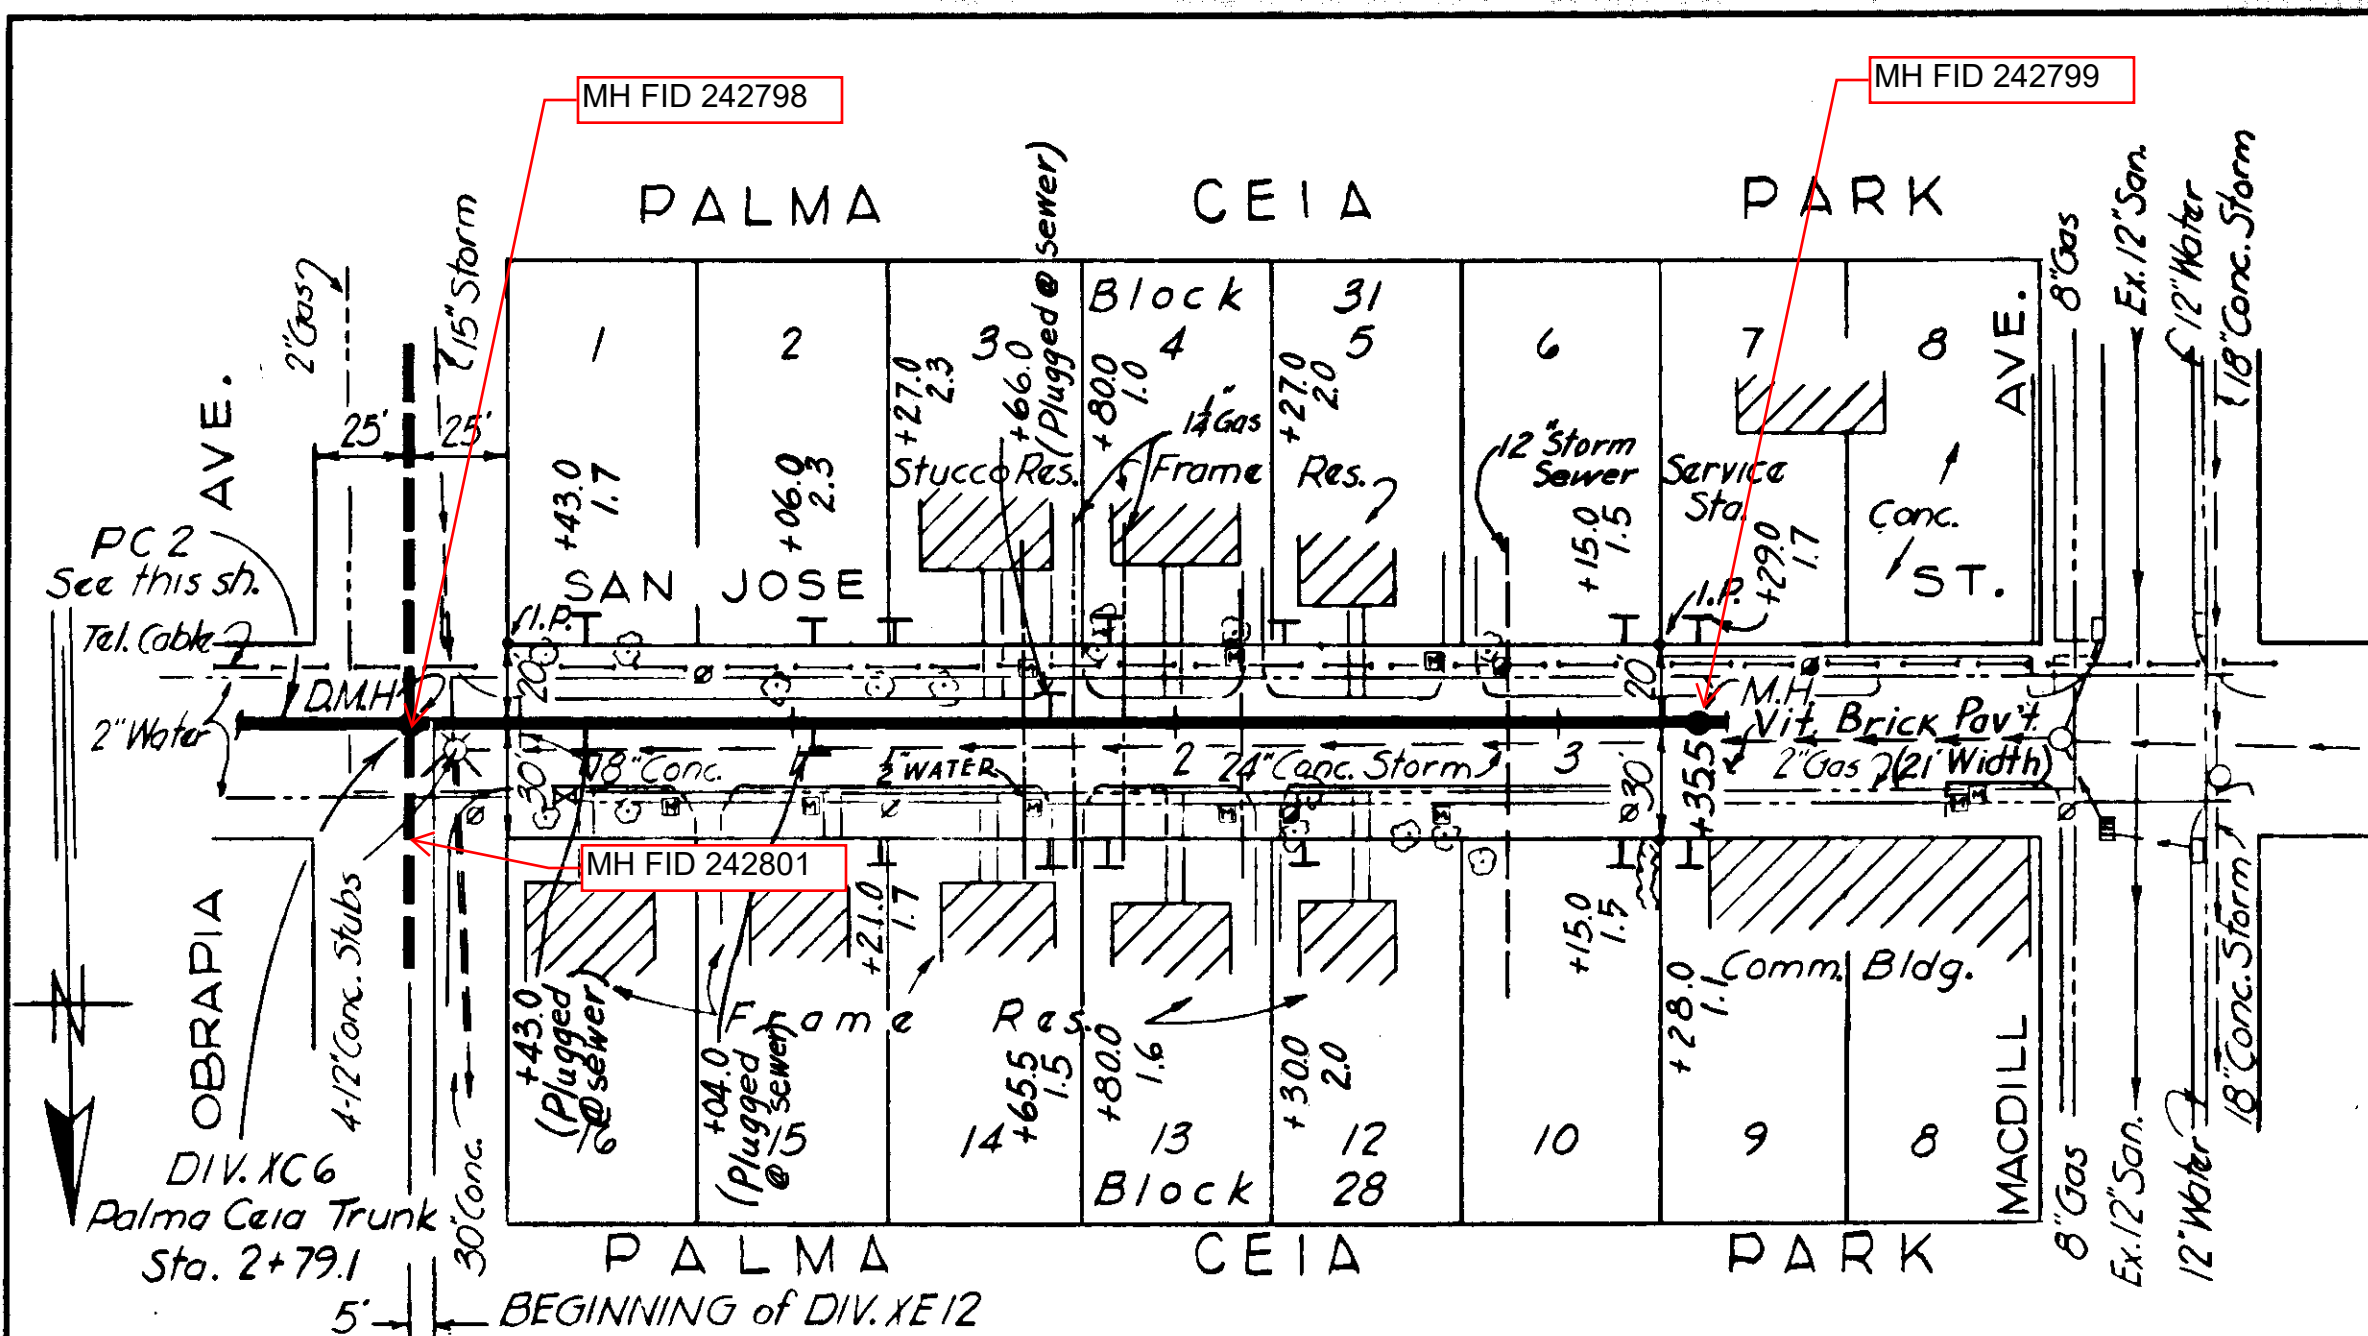 MH FID 242798
MH FID 242799
PALMA CEIA PARK
2"Gas
15" Storm
(Plugged @ sewer)
8"Gas
Ex. 12"San.
12"Water
18"Conc. Storm
Block 31
1
2
3
4
5
6
7
8
AVE.
AVE.
25'
25'
+43.0
1.7
+06.0
2.3
+27.0
2.3
+66.0
+80.0
1.0
+27.0
2.0
1¼"Gas
Stucco Res.
Frame
Res.
12"Storm
Sewer
+15.0
1.5
Service
Sta.
+29.0
1.7
Conc.
PC 2
See this sh.
SAN JOSE ST.
I.P.
I.P.
Tel. Cable
D.M.H.
20'
20'
M.H.
2"Water
Vit. Brick Pav't.
(21' Width)
30'
30'
18"Conc.
2"WATER
2
24"Conc. Storm
3
+35.5
2"Gas
MH FID 242801
OBRAPIA
4-12"Conc. Stubs
+21.0
1.7
+15.0
1.5
Comm. Bldg.
N
+43.0
(Plugged
@ sewer)
Frame Res.
+04.0
(Plugged
@ sewer)
+65.5
1.5
+80.0
1.6
+30.0
2.0
+28.0
1.1
MACDILL
18"Conc. Storm
16
15
14
13
12
10
9
8
Block 28
DIV. XC6
Palma Ceia Trunk
Sta. 2+79.1
30"Conc.
8"Gas
Ex. 12"San.
12"Water
PALMA CEIA PARK
5'
BEGINNING of DIV. XE12